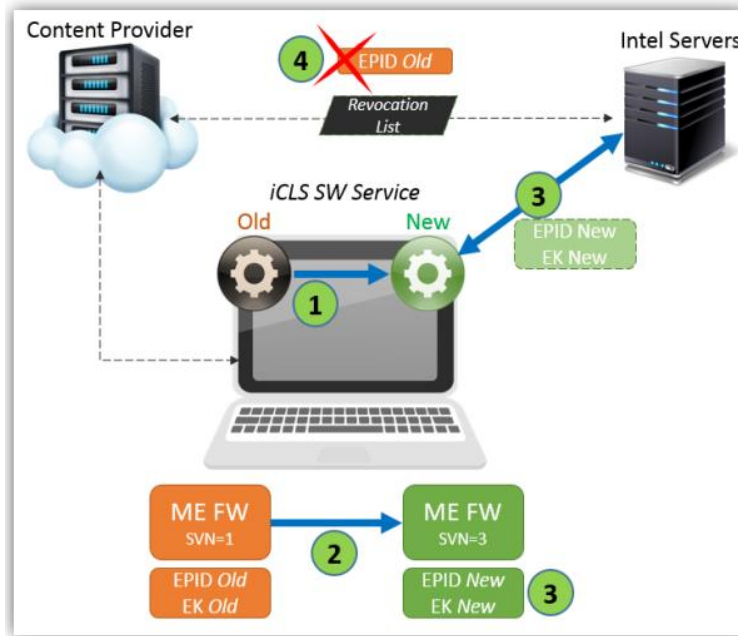 Content Provider
4
EPID Old
Intel Servers
Revocation
List
iCLS SW Service
Old
New
3
EPID New
EK New
1
ME FW
SVN=1
2
ME FW
SVN=3
EPID Old
EK Old
EPID New
EK New
3